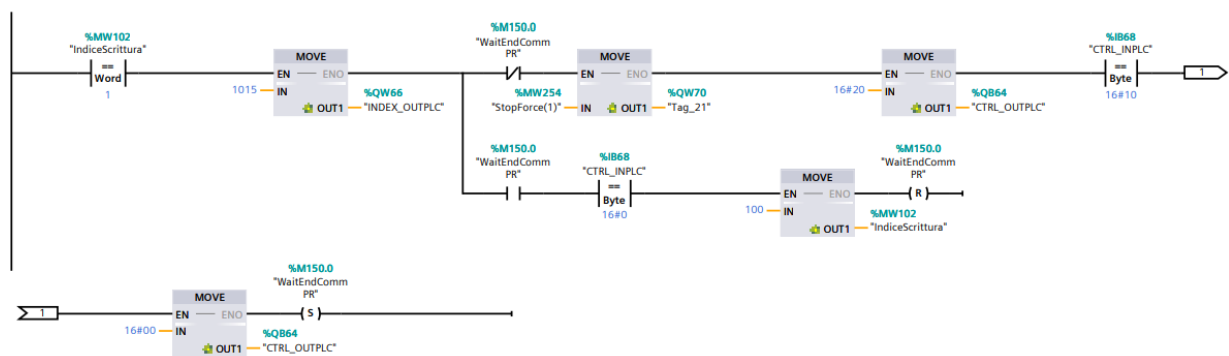 %MW102
"IndiceScrittura"
==
Word
1
MOVE
EN ENO
1015 IN
%QW66
OUT1 "INDEX_OUTPLC"
%M150.0
"WaitEndComm
PR"
MOVE
EN ENO
%MW254
"StopForce(1)" IN
%QW70
OUT1 "Tag_21"
MOVE
EN ENO
16#20 IN
%QB64
OUT1 "CTRL_OUTPLC"
%IB68
"CTRL_INPLC"
==
Byte
16#10
1
%M150.0
"WaitEndComm
PR"
%IB68
"CTRL_INPLC"
==
Byte
16#0
MOVE
EN ENO
100 IN
%MW102
OUT1 "IndiceScrittura"
%M150.0
"WaitEndComm
PR"
R
1
MOVE
EN ENO
16#00 IN
%QB64
OUT1 "CTRL_OUTPLC"
%M150.0
"WaitEndComm
PR"
S